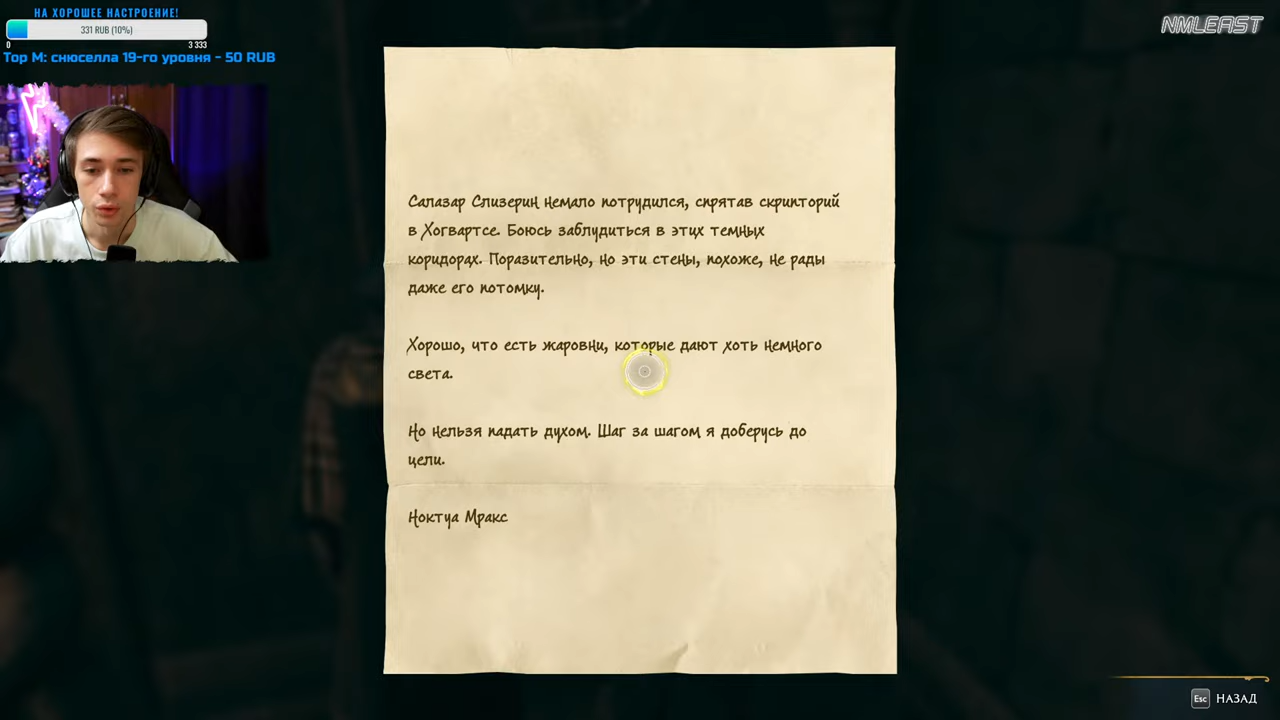 НА ХОРОШЕЕ НАСТРОЕНИЕ!
331 RUB (10%)
0 3 333
Top M: снюселла 19-го уровня - 50 RUB
NMLEAST
Салазар Слизерин немало потрудился, спрятав скрипторий
в Хогвартсе. Боюсь заблудиться в этих темных
коридорах. Поразительно, но эти стены, похоже, не рады
даже его потомку.
Хорошо, что есть жаровни, которые дают хоть немного
света.
Но нельзя падать духом. Шаг за шагом я доберусь до
цели.
Ноктуа Мракс
Esc НАЗАД